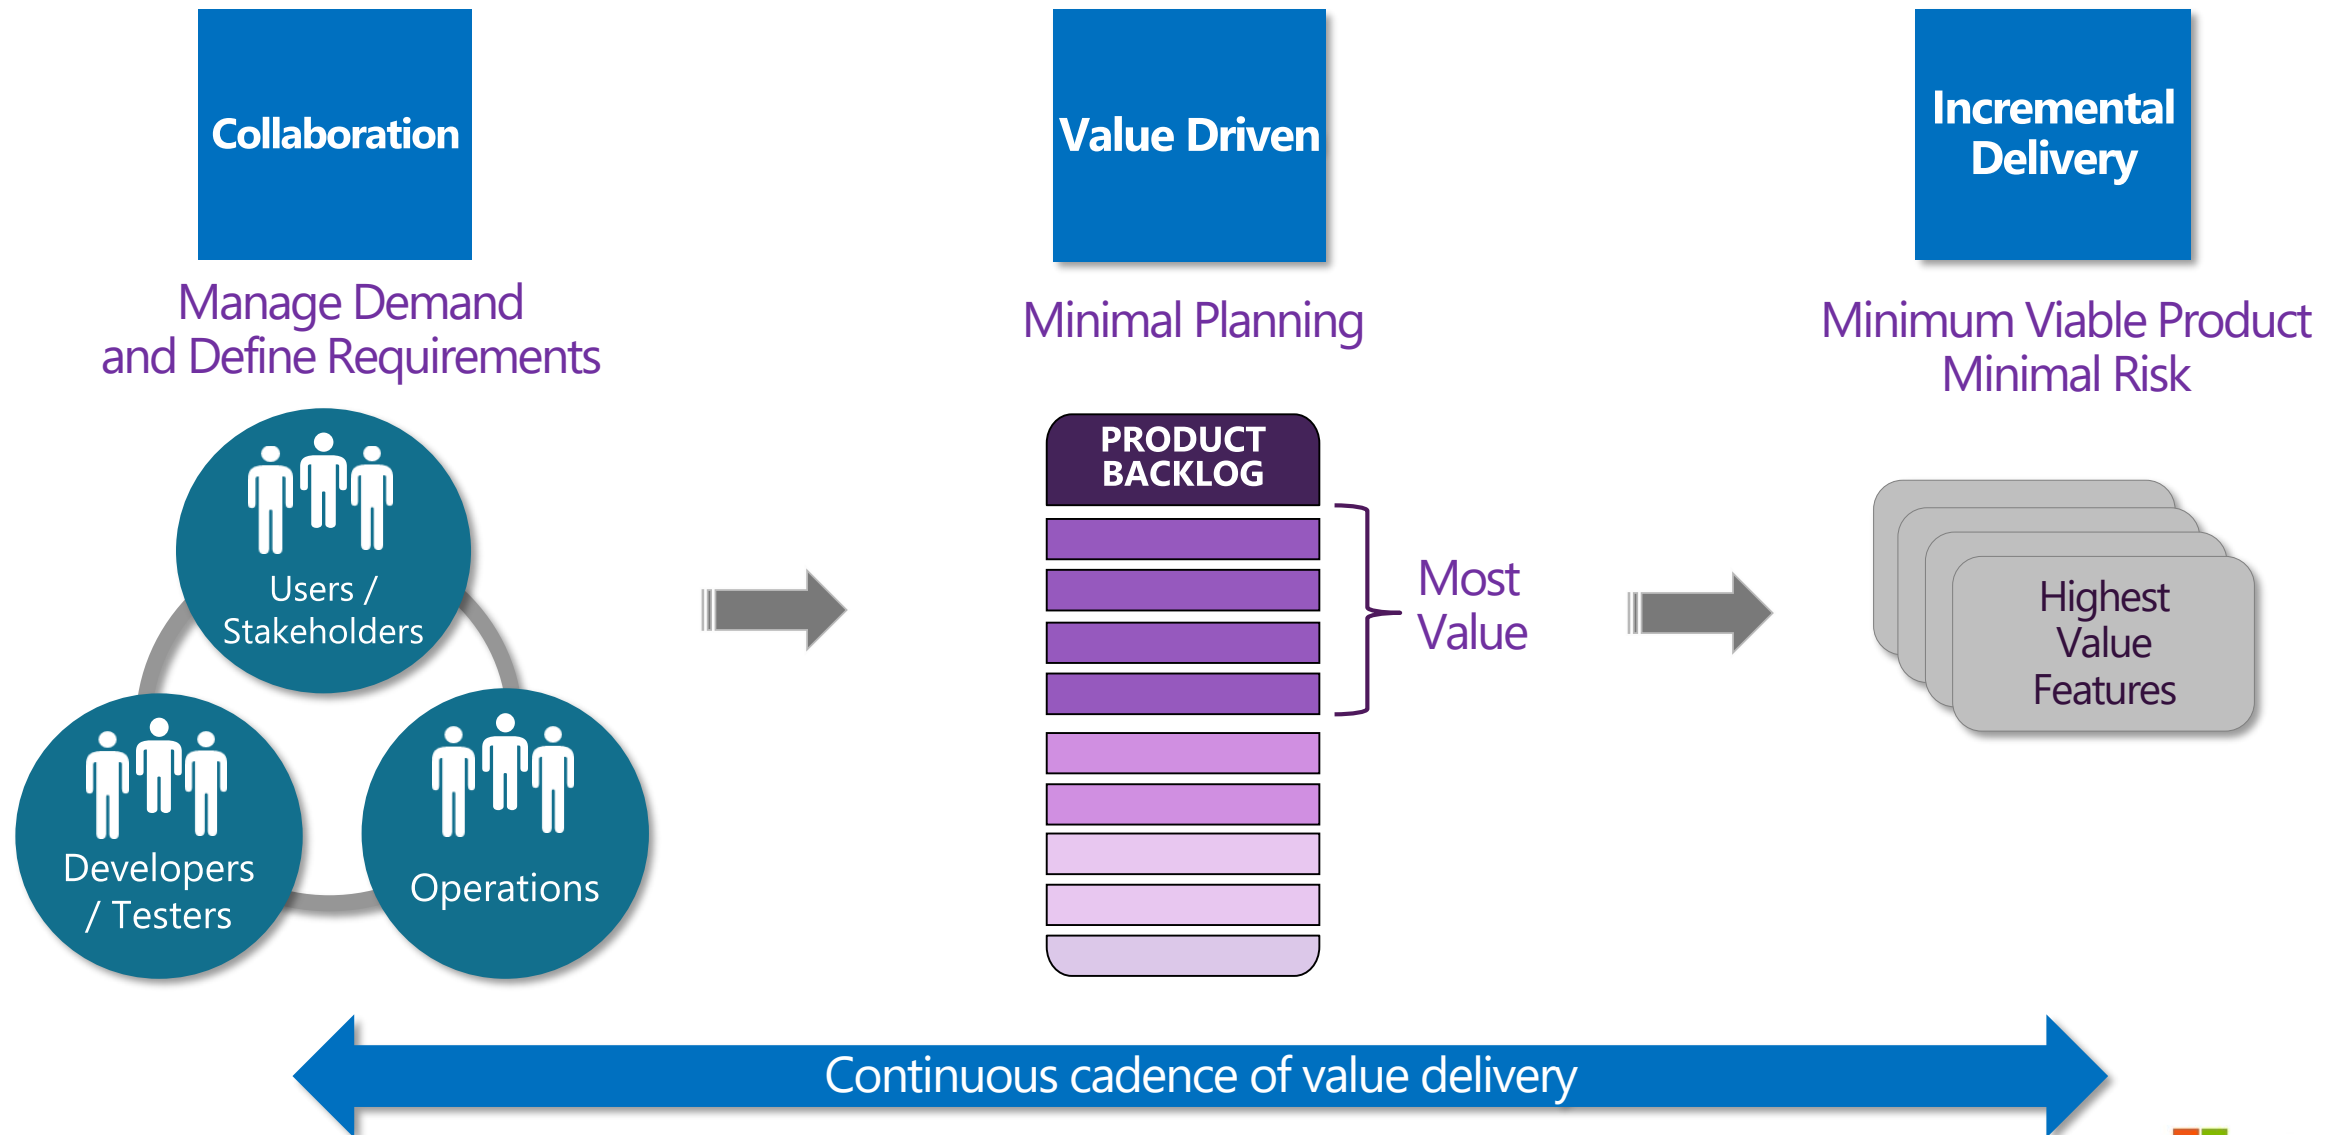 Collaboration
Manage Demand
and Define Requirements
Users /
Stakeholders
Developers
/ Testers
Operations
Value Driven
Minimal Planning
PRODUCT
BACKLOG
Most
Value
Incremental
Delivery
Minimum Viable Product
Minimal Risk
Highest
Value
Features
Continuous cadence of value delivery